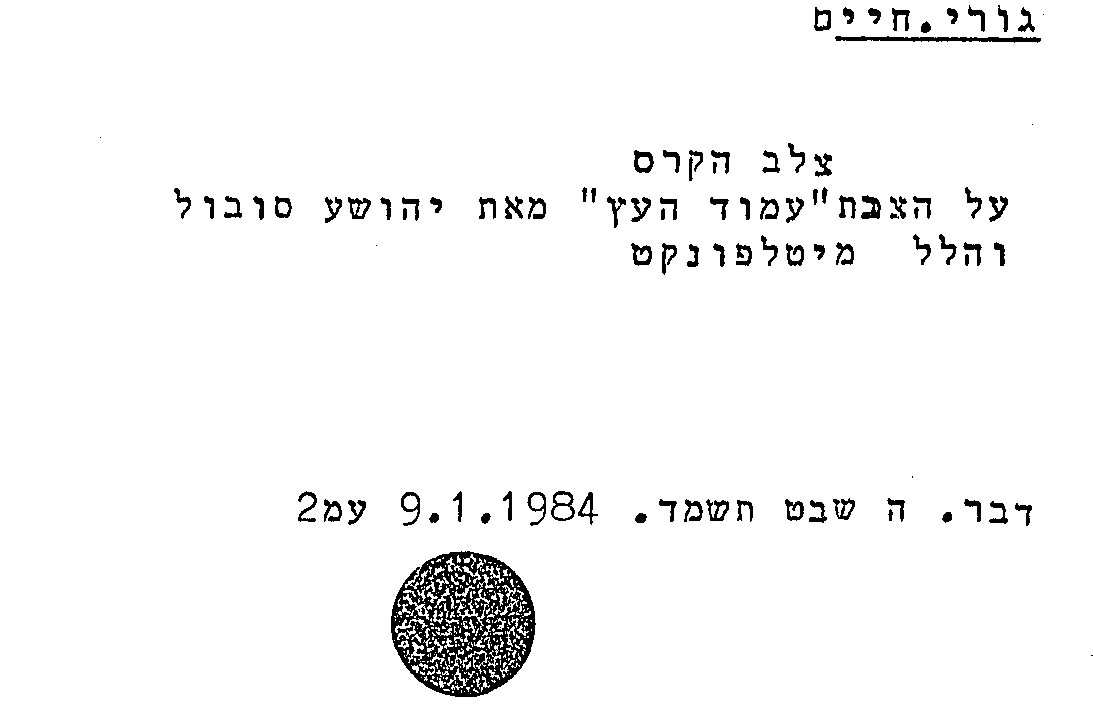 גורי.חיים
צלב הקרס
על הצגת"עמוד העץ" מאת יהושע סובול
והלל מיטלפונקט
דבר. ה שבט תשמד. 9.1.1984 עמ2